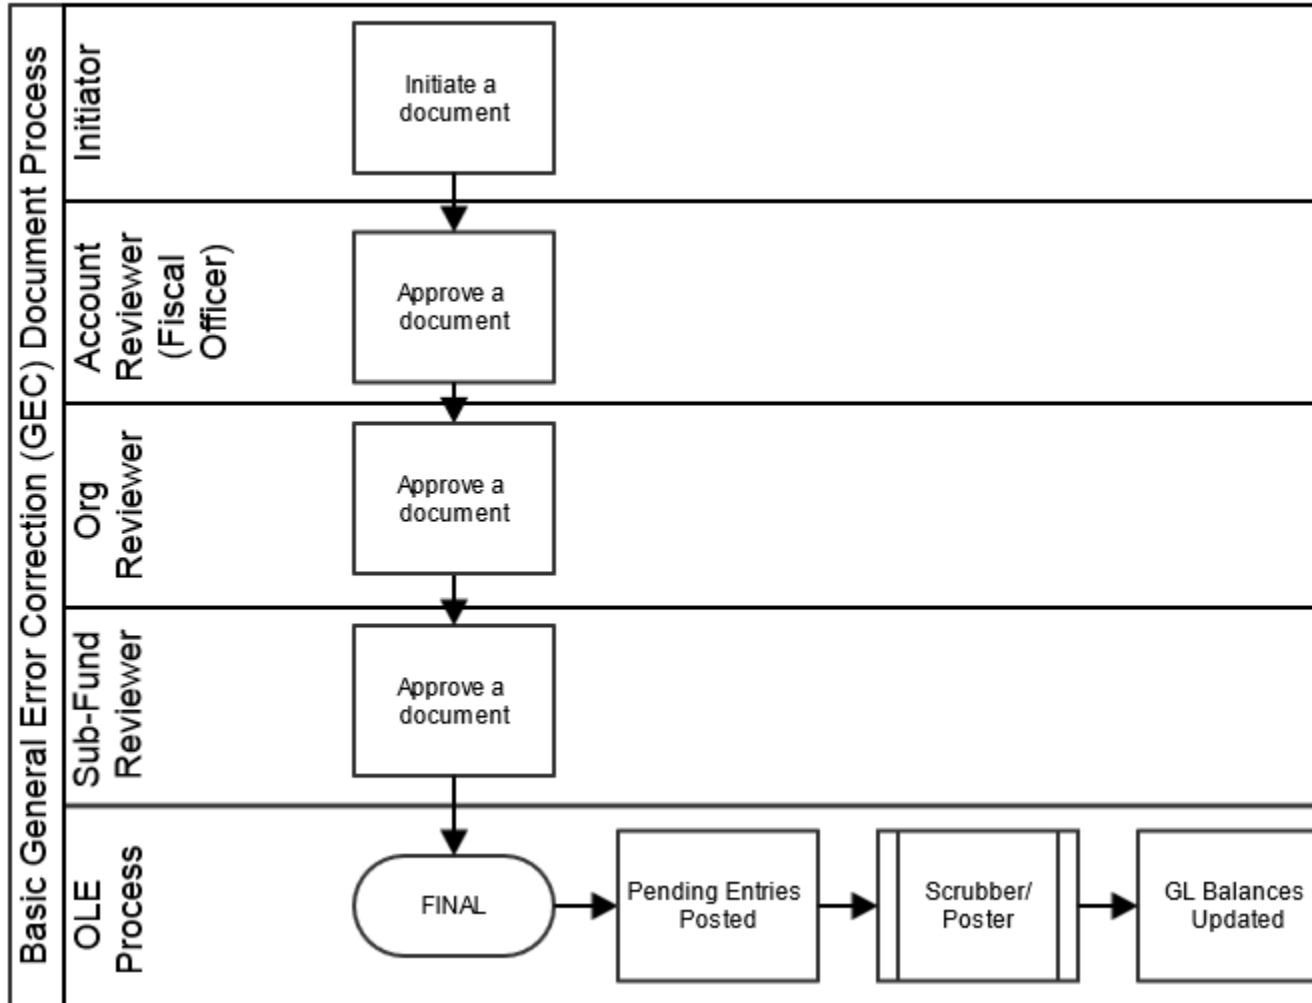 Basic General Error Correction (GEC) Document Process
Initiator
Initiate a
document
Account
Reviewer
(Fiscal
Officer)
Approve a
document
Org
Reviewer
Approve a
document
Sub-Fund
Reviewer
Approve a
document
OLE
Process
FINAL
Pending Entries
Posted
Scrubber/
Poster
GL Balances
Updated